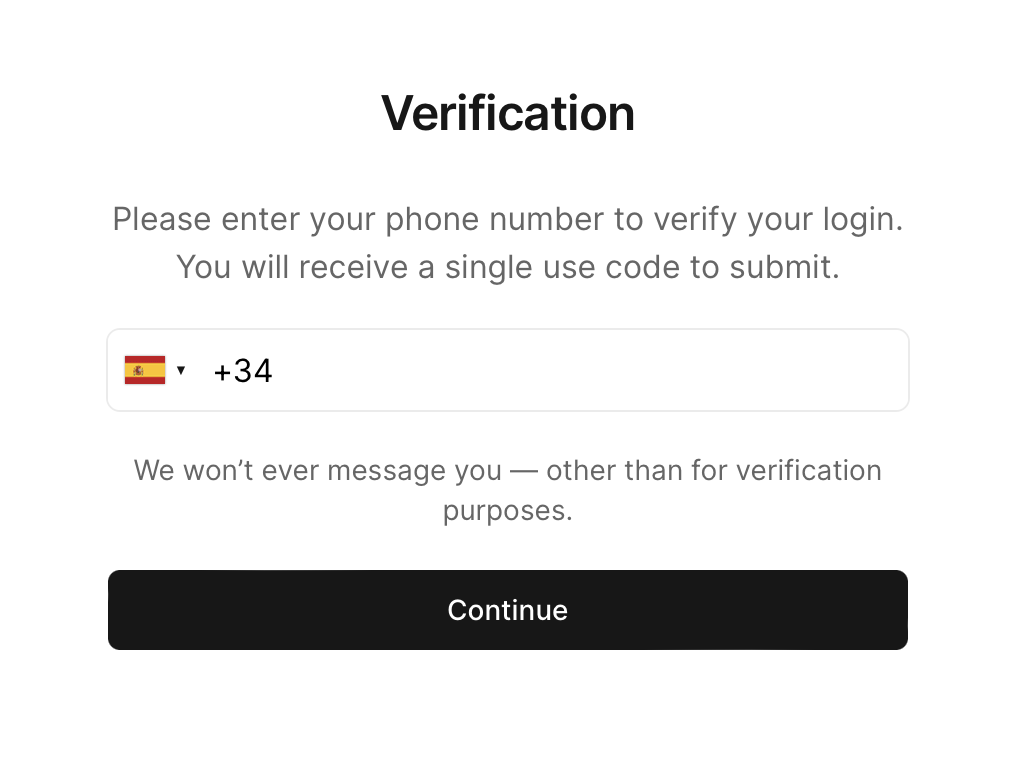 Verification
Please enter your phone number to verify your login.
You will receive a single use code to submit.
+34
We won’t ever message you — other than for verification
purposes.
Continue